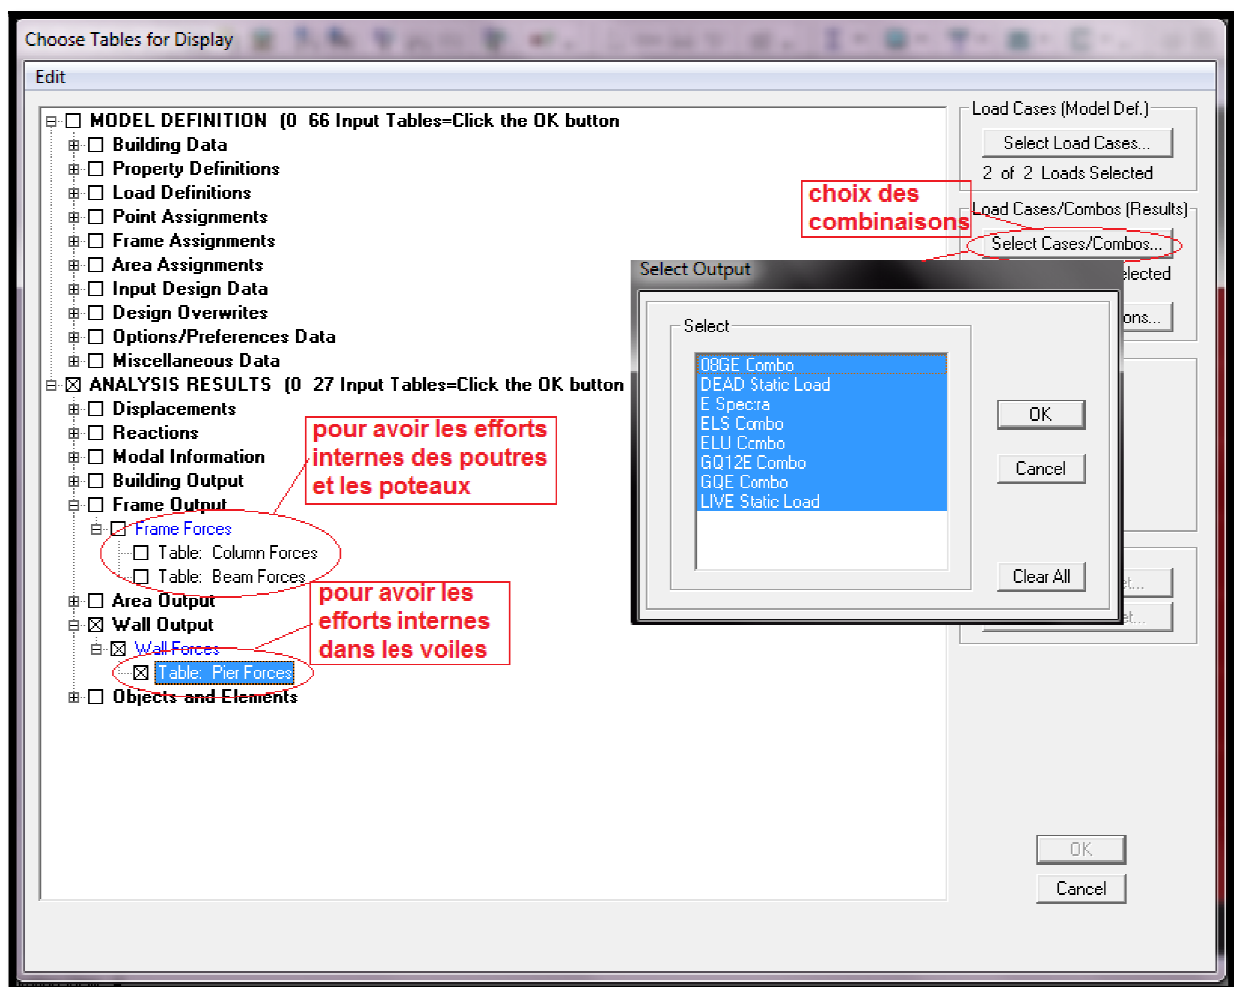 Choose Tables for Display
Edit
MODEL DEFINITION (0 66 Input Tables=Click the OK button
Building Data
Property Definitions
Load Definitions
Point Assignments
Frame Assignments
Area Assignments
Input Design Data
Design Overwrites
Options/Preferences Data
Miscellaneous Data
ANALYSIS RESULTS (0 27 Input Tables=Click the OK button
Displacements
Reactions
Modal Information
Building Output
Frame Output
Frame Forces
Table: Column Forces
Table: Beam Forces
Area Output
Wall Output
Wall Forces
Table: Pier Forces
Objects and Elements
pour avoir les efforts
internes des poutres
et les poteaux
pour avoir les
efforts internes
dans les voiles
choix des
combinaisons
Load Cases (Model Def.)
Select Load Cases...
2 of 2 Loads Selected
Load Cases/Combos (Results)
Select Cases/Combos...
elected
ons...
Select Output
Select
08GE Combo
DEAD Static Load
E Spectra
ELS Combo
ELU Combo
GQ12E Combo
GQE Combo
LIVE Static Load
OK
Cancel
Clear All
et...
et...
OK
Cancel